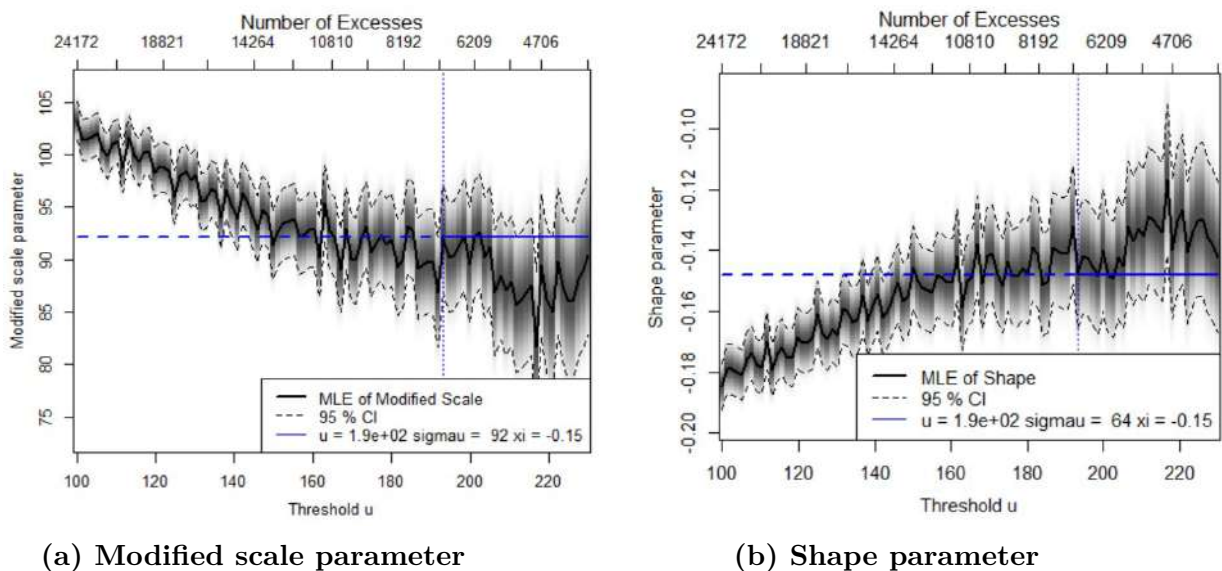 Number of Excesses
24172 18821 14264 10810 8192 6209 4706
Modified scale parameter
105
100
95
90
85
80
75
MLE of Modified Scale
95 % CI
u = 1.9e+02 sigmau = 92 xi = -0.15
100 120 140 160 180 200 220
Threshold u
(a) Modified scale parameter
Number of Excesses
24172 18821 14264 10810 8192 6209 4706
Shape parameter
-0.10
-0.12
-0.14
-0.16
-0.18
-0.20
MLE of Shape
95 % CI
u = 1.9e+02 sigmau = 64 xi = -0.15
100 120 140 160 180 200 220
Threshold u
(b) Shape parameter